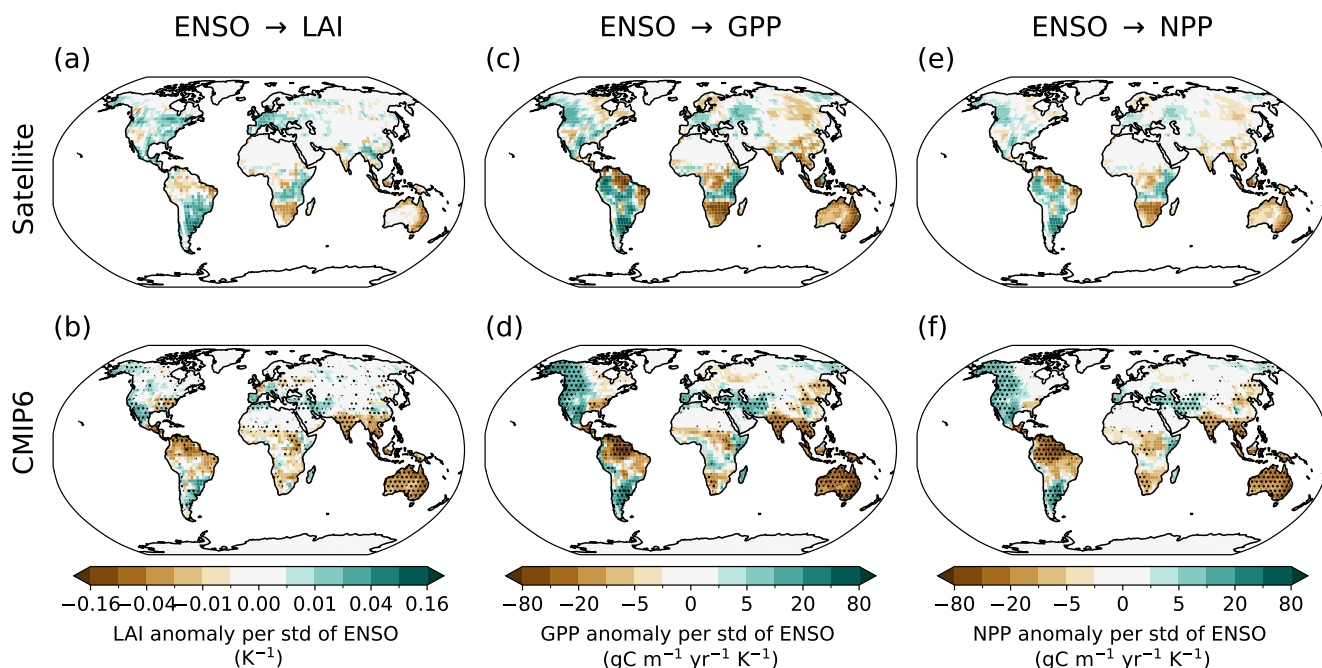 ENSO → LAI
ENSO → GPP
ENSO → NPP
(a)
(c)
(e)
Satellite
(b)
(d)
(f)
CMIP6
−0.16 −0.04 −0.01 0.00 0.01 0.04 0.16
−80 −20 −5 0 5 20 80
−80 −20 −5 0 5 20 80
LAI anomaly per std of ENSO
(K⁻¹)
GPP anomaly per std of ENSO
(gC m⁻¹ yr⁻¹ K⁻¹)
NPP anomaly per std of ENSO
(gC m⁻¹ yr⁻¹ K⁻¹)